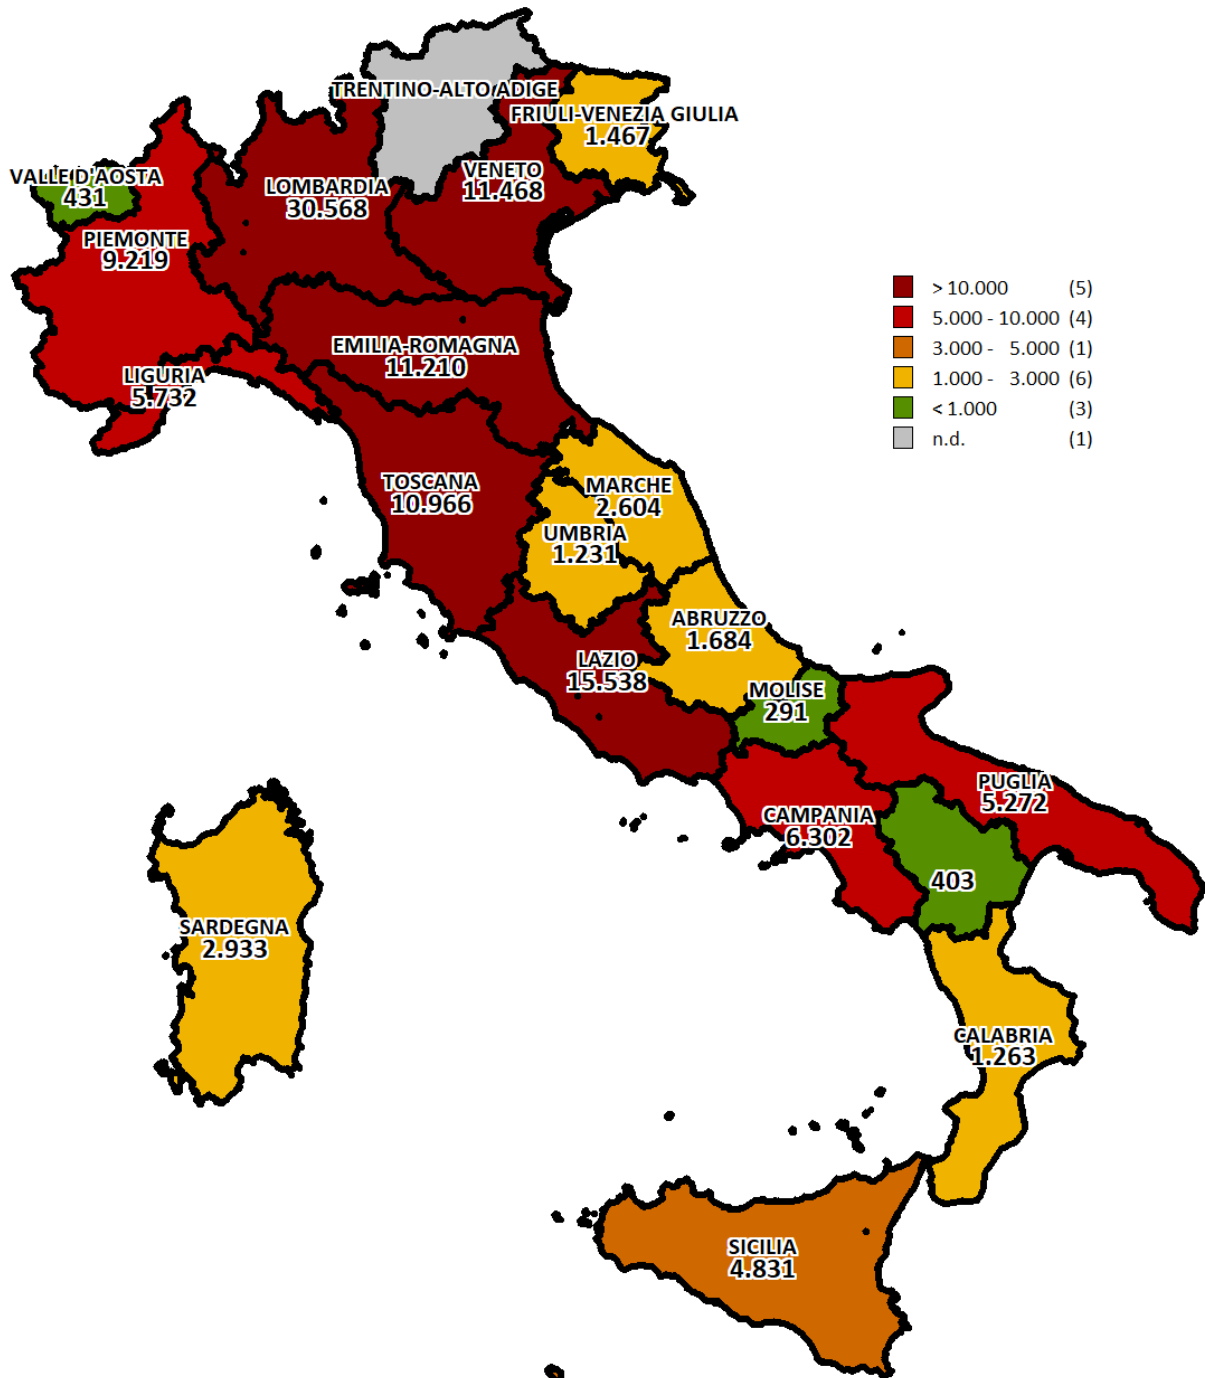 TRENTINO-ALTO ADIGE
FRIULI-VENEZIA GIULIA
1.467
VALLE D'AOSTA
431
LOMBARDIA
30.568
VENETO
11.468
PIEMONTE
9.219
> 10.000 (5)
5.000 - 10.000 (4)
3.000 - 5.000 (1)
1.000 - 3.000 (6)
< 1.000 (3)
n.d. (1)
EMILIA-ROMAGNA
11.210
LIGURIA
5.732
TOSCANA
10.966
MARCHE
2.604
UMBRIA
1.231
ABRUZZO
1.684
LAZIO
15.538
MOLISE
291
PUGLIA
5.272
CAMPANIA
6.302
403
SARDEGNA
2.933
CALABRIA
1.263
SICILIA
4.831